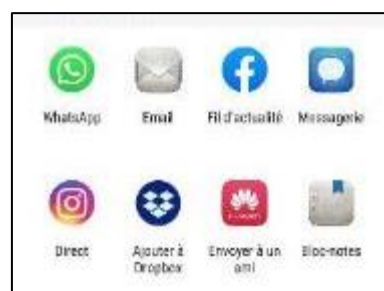 WhatsApp Email Fil d'actualité Messagerie
Direct Ajouter à Envoyer à un Bloc-notes
Dropbox ami